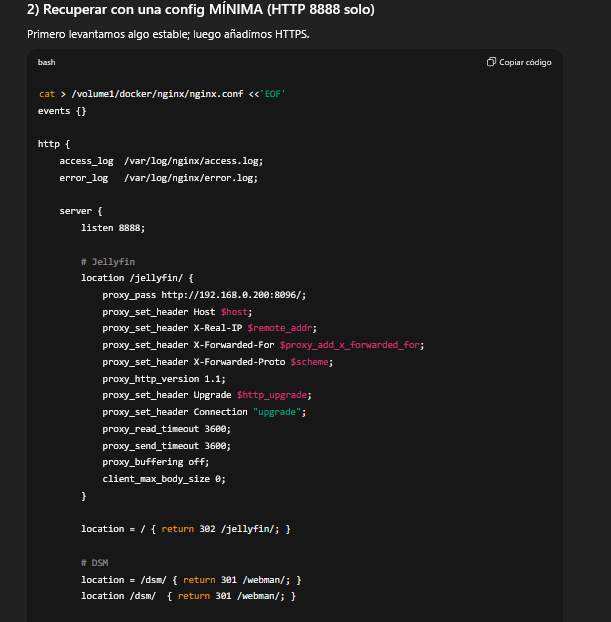 2) Recuperar con una config MÍNIMA (HTTP 8888 solo)
Primero levantamos algo estable; luego añadimos HTTPS.
bash
Copiar código
cat > /volume1/docker/nginx/nginx.conf <<'EOF'
events {}
http {
access_log /var/log/nginx/access.log;
error_log /var/log/nginx/error.log;
server {
listen 8888;
# Jellyfin
location /jellyfin/ {
proxy_pass http://192.168.0.200:8096/;
proxy_set_header Host $host;
proxy_set_header X-Real-IP $remote_addr;
proxy_set_header X-Forwarded-For $proxy_add_x_forwarded_for;
proxy_set_header X-Forwarded-Proto $scheme;
proxy_http_version 1.1;
proxy_set_header Upgrade $http_upgrade;
proxy_set_header Connection "upgrade";
proxy_read_timeout 3600;
proxy_send_timeout 3600;
proxy_buffering off;
client_max_body_size 0;
}
location = / { return 302 /jellyfin/; }
# DSM
location = /dsm/ { return 301 /webman/; }
location /dsm/ { return 301 /webman/; }